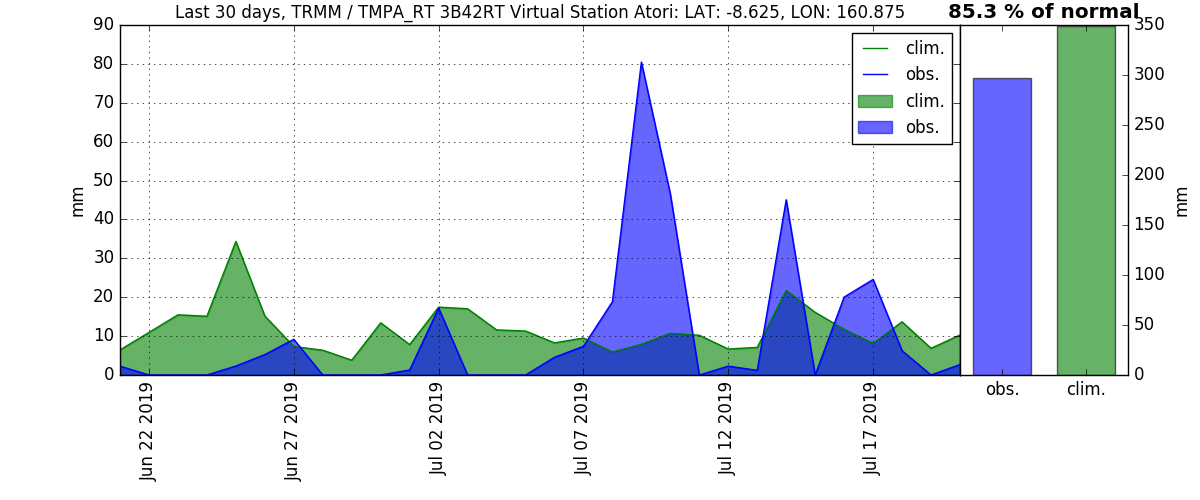 Last 30 days, TRMM / TMPA_RT 3B42RT Virtual Station Atori: LAT: -8.625, LON: 160.875
85.3 % of normal
90
80
70
60
50
40
30
20
10
0
mm
clim.
obs.
clim.
obs.
350
300
250
200
150
100
50
0
mm
Jun 22 2019
Jun 27 2019
Jul 02 2019
Jul 07 2019
Jul 12 2019
Jul 17 2019
obs.
clim.